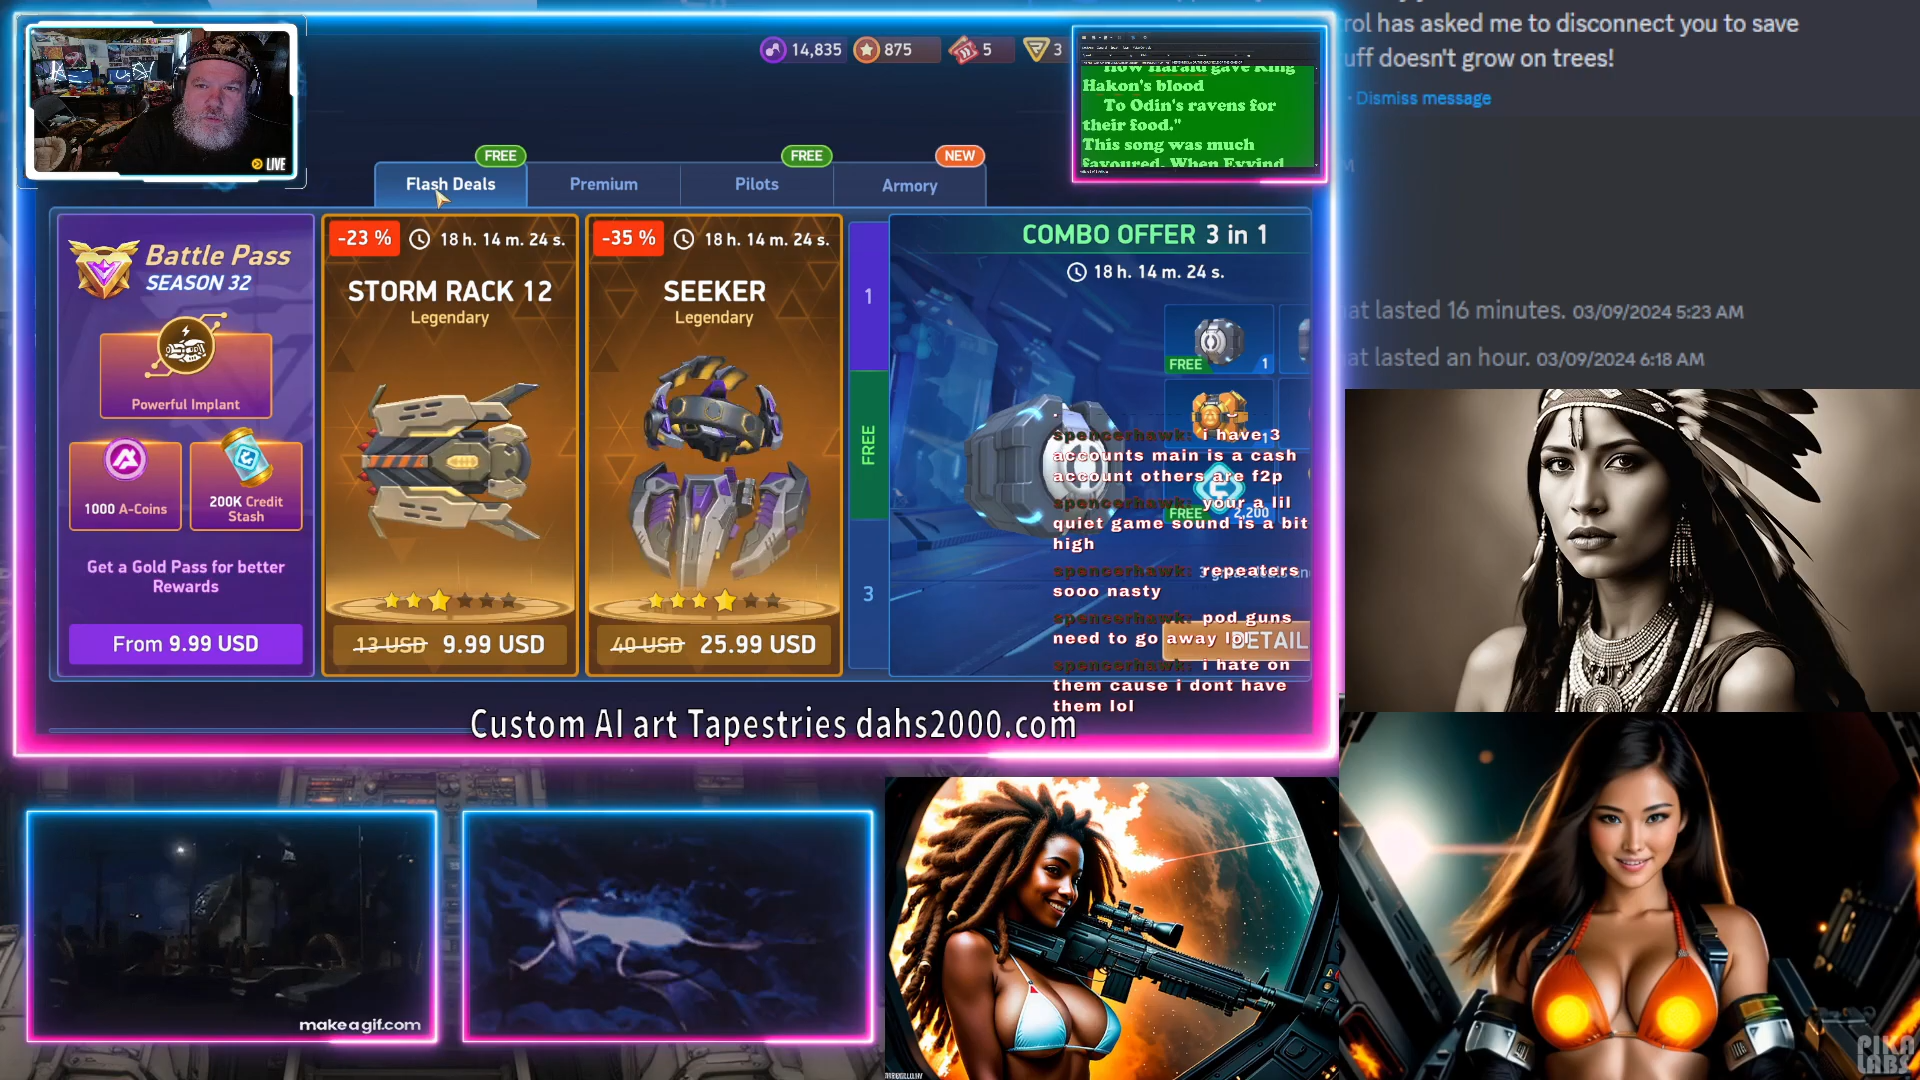 LIVE
14,835
875
5
3
How Harald gave King
Hakon's blood
To Odin's ravens for
their food."
This song was much
favoured. When Eyvind
rol has asked me to disconnect you to save
uff doesn't grow on trees!
· Dismiss message
at lasted 16 minutes. 03/09/2024 5:23 AM
at lasted an hour. 03/09/2024 6:18 AM
FREE
FREE
NEW
Flash Deals
Premium
Pilots
Armory
Battle Pass
SEASON 32
Powerful Implant
1000 A-Coins
200K Credit
Stash
Get a Gold Pass for better
Rewards
From 9.99 USD
-23 %
18 h. 14 m. 24 s.
STORM RACK 12
Legendary
13 USD 9.99 USD
-35 %
18 h. 14 m. 24 s.
SEEKER
Legendary
40 USD 25.99 USD
1
FREE
3
COMBO OFFER 3 in 1
18 h. 14 m. 24 s.
FREE
1
1
FREE
2,200
DETAIL
spencerhawk: i have 3
accounts main is a cash
account others are f2p
spencerhawk: your a lil
quiet game sound is a bit
high
spencerhawk: repeaters
sooo nasty
spencerhawk: pod guns
need to go away lol
spencerhawk: i hate on
them cause i dont have
them lol
Custom AI art Tapestries dahs2000.com
makeagif.com
PIKA
LABS